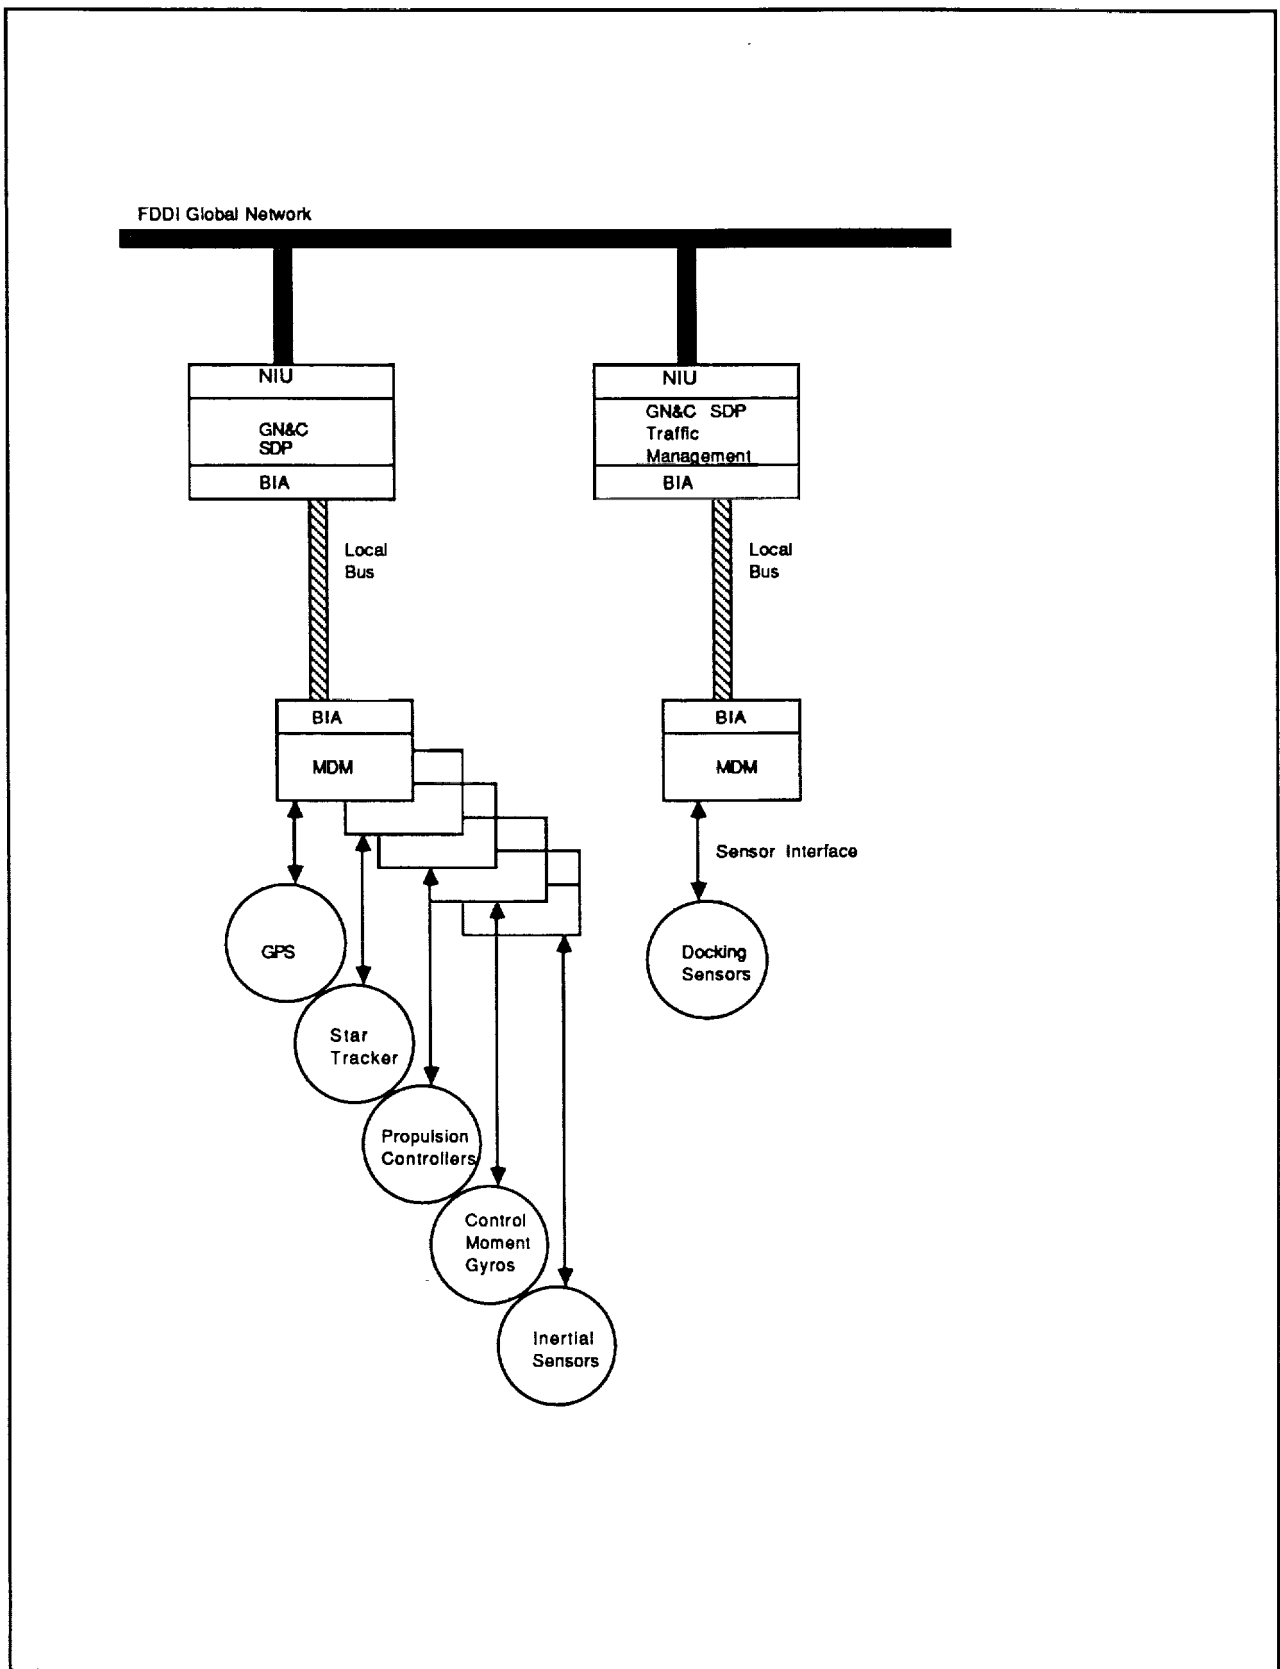 FDDI Global Network
NIU
GN&C
SDP
BIA
Local
Bus
BIA
MDM
GPS
Star
Tracker
Propulsion
Controllers
Control
Moment
Gyros
Inertial
Sensors
NIU
GN&C SDP
Traffic
Management
BIA
Local
Bus
BIA
MDM
Sensor Interface
Docking
Sensors